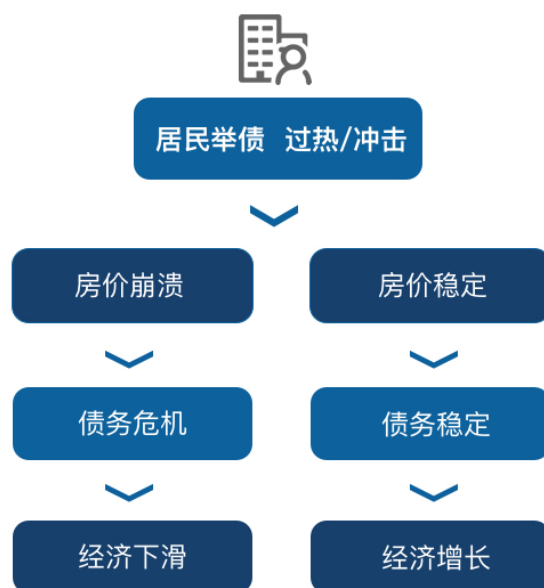 居民举债 过热/冲击
房价崩溃
房价稳定
债务危机
债务稳定
经济下滑
经济增长